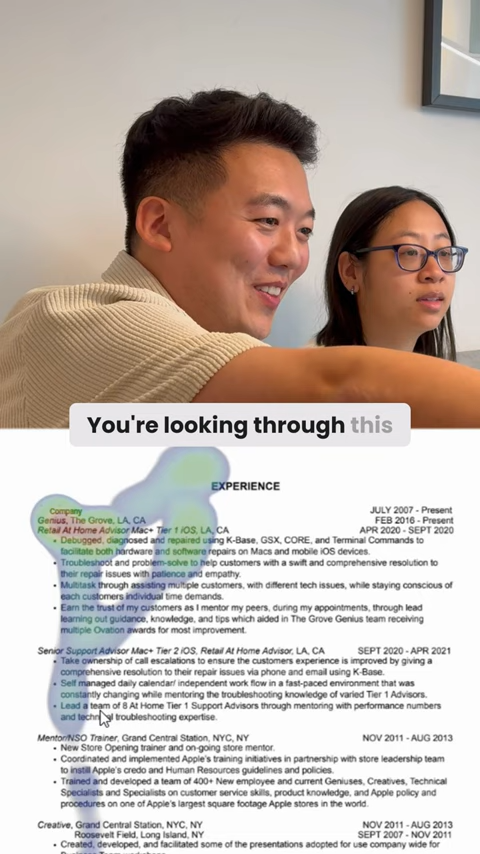 You're looking through this
EXPERIENCE
Company JULY 2007 - Present
Genius, The Grove, LA, CA FEB 2016 - Present
Retail At Home Advisor Mac+ Tier 1 iOS, LA, CA APR 2020 - SEPT 2020
• Debugged, diagnosed and repaired using K-Base, GSX, CORE, and Terminal Commands to
facilitate both hardware and software repairs on Macs and mobile iOS devices.
• Troubleshoot and problem-solve to help customers with a swift and comprehensive resolution to
their repair issues with patience and empathy.
• Multitask through assisting multiple customers, with different tech issues, while staying conscious of
each customers individual time demands.
• Earn the trust of my customers as I mentor my peers, during my appointments, through lead
learning out guidance, knowledge, and tips which aided in The Grove Genius team receiving
multiple Ovation awards for most improvement.
Senior Support Advisor Mac+ Tier 2 iOS, Retail At Home Advisor, LA, CA SEPT 2020 - APR 2021
• Take ownership of call escalations to ensure the customers experience is improved by giving a
comprehensive resolution to their repair issues via phone and email using K-Base.
• Self managed daily calendar/ independent work flow in a fast-paced environment that was
constantly changing while mentoring the troubleshooting knowledge of varied Tier 1 Advisors.
• Lead a team of 8 At Home Tier 1 Support Advisors through mentoring with performance numbers
and technical troubleshooting expertise.
Mentor/NSO Trainer, Grand Central Station, NYC, NY NOV 2011 - AUG 2013
• New Store Opening trainer and on-going store mentor.
• Coordinated and implemented Apple's training initiatives in partnership with store leadership team
to instill Apple's credo and Human Resources guidelines and policies.
• Trained and developed a team of 400+ New employee and current Geniuses, Creatives, Technical
Specialists and Specialists on customer service skills, product knowledge, and Apple policy and
procedures on one of Apple's largest square footage Apple stores in the world.
Creative, Grand Central Station, NYC, NY NOV 2011 - AUG 2013
Roosevelt Field, Long Island, NY SEPT 2007 - NOV 2011
• Created, developed, and facilitated some of the presentations adopted for use company wide for